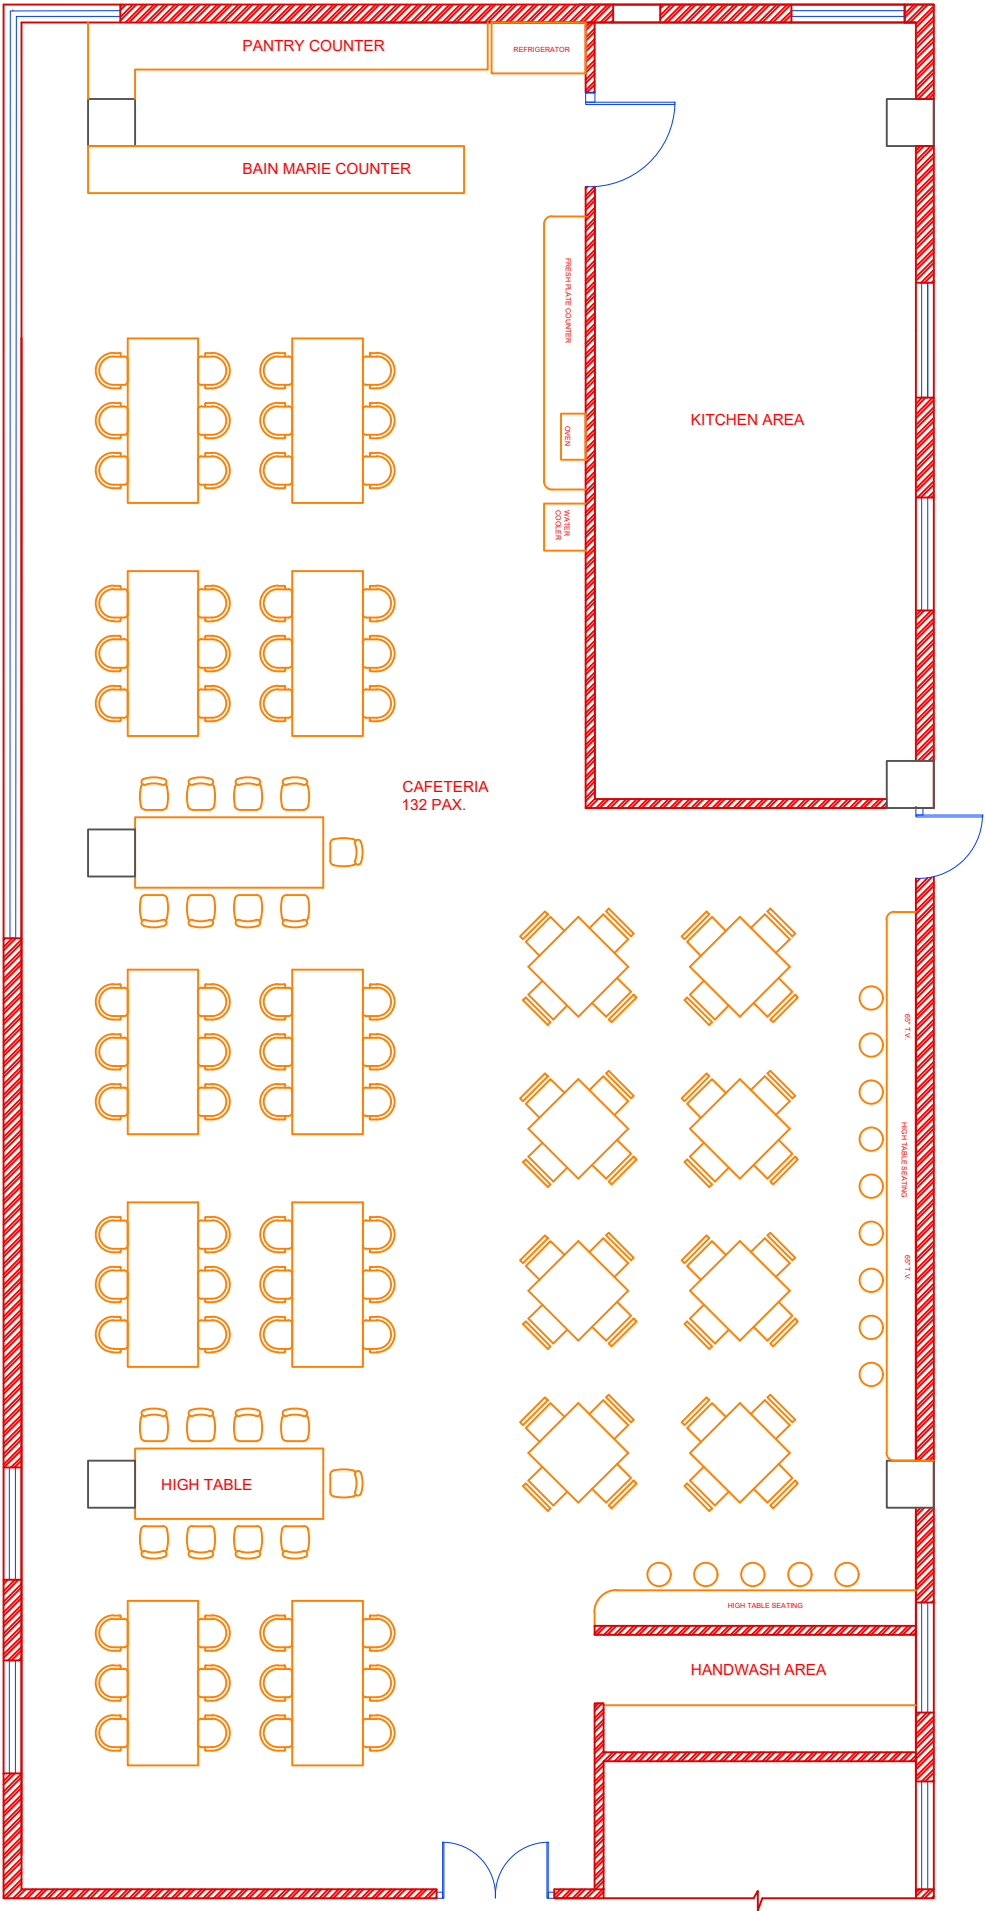 PANTRY COUNTER
REFRIGERATOR
BAIN MARIE COUNTER
FRESH PLATE COUNTER
OVEN
WATER
COOLER
KITCHEN AREA
CAFETERIA
132 PAX.
65" T.V.
HIGH TABLE SEATING
65" T.V.
HIGH TABLE
HIGH TABLE SEATING
HANDWASH AREA